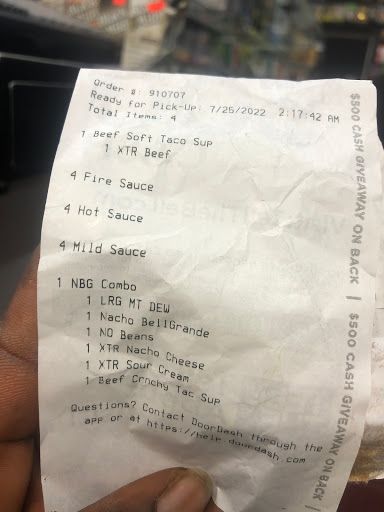 Order #: 910707
Ready for Pick-Up: 7/25/2022 2:17:42 AM
Total Items: 4
1 Beef Soft Taco Sup
1 XTR Beef
4 Fire Sauce
4 Hot Sauce
4 Mild Sauce
1 NBG Combo
1 LRG MT DEW
1 Nacho BellGrande
1 NO Beans
1 XTR Nacho Cheese
1 XTR Sour Cream
1 Beef Crnchy Tac Sup
Questions? Contact DoorDash through the
app or at https://help.doordash.com
$500 CASH GIVEAWAY ON BACK | $500 CASH GIVEAWAY ON BACK |